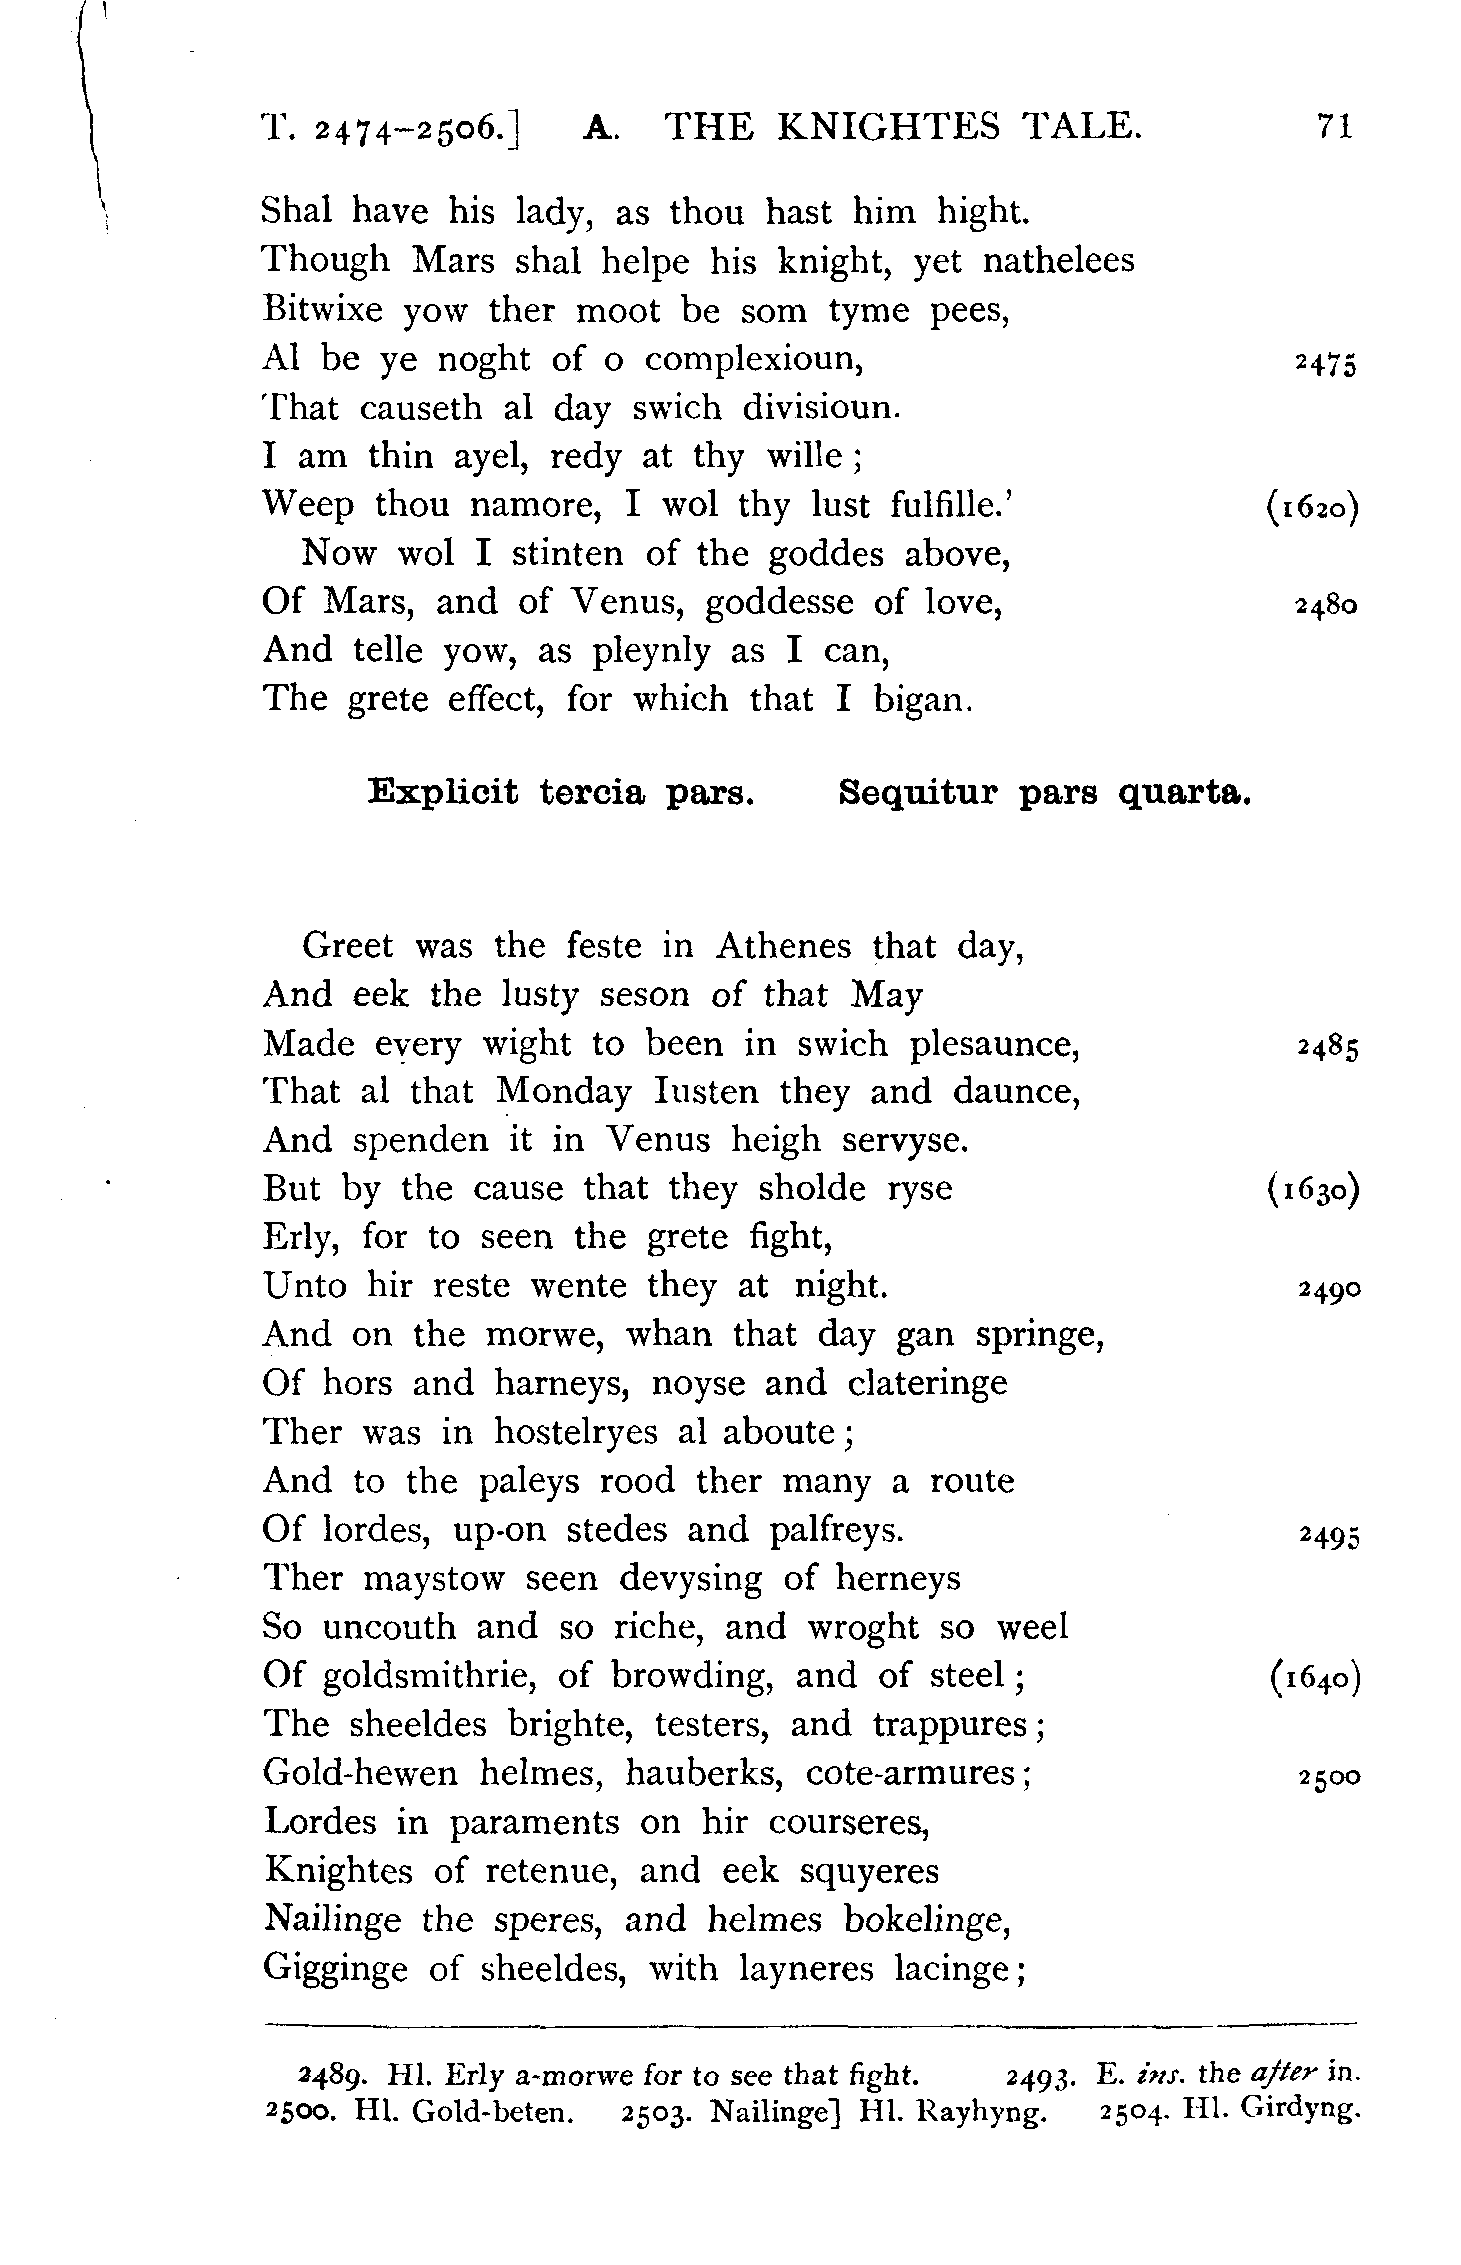 T. 2474–2506.] A. THE KNIGHTES TALE. 71
Shal have his lady, as thou hast him hight.
Though Mars shal helpe his knight, yet nathelees
Bitwixe yow ther moot be som tyme pees,
Al be ye noght of o complexioun, 2475
That causeth al day swich divisioun.
I am thin ayel, redy at thy wille ;
Weep thou namore, I wol thy lust fulfille.’ (1620)
Now wol I stinten of the goddes above,
Of Mars, and of Venus, goddesse of love, 2480
And telle yow, as pleynly as I can,
The grete effect, for which that I bigan.
Explicit tercia pars. Sequitur pars quarta.
Greet was the feste in Athenes that day,
And eek the lusty seson of that May
Made every wight to been in swich plesaunce, 2485
That al that Monday Iusten they and daunce,
And spenden it in Venus heigh servyse.
But by the cause that they sholde ryse (1630)
Erly, for to seen the grete fight,
Unto hir reste wente they at night. 2490
And on the morwe, whan that day gan springe,
Of hors and harneys, noyse and clateringe
Ther was in hostelryes al aboute ;
And to the paleys rood ther many a route
Of lordes, up-on stedes and palfreys. 2495
Ther maystow seen devysing of herneys
So uncouth and so riche, and wroght so weel
Of goldsmithrie, of browding, and of steel ; (1640)
The sheeldes brighte, testers, and trappures ;
Gold-hewen helmes, hauberks, cote-armures ; 2500
Lordes in paraments on hir courseres,
Knightes of retenue, and eek squyeres
Nailinge the speres, and helmes bokelinge,
Gigginge of sheeldes, with layneres lacinge ;
2489. Hl. Erly a-morwe for to see that fight. 2493. E. ins. the after in.
2500. Hl. Gold-beten. 2503. Nailinge] Hl. Rayhyng. 2504. Hl. Girdyng.